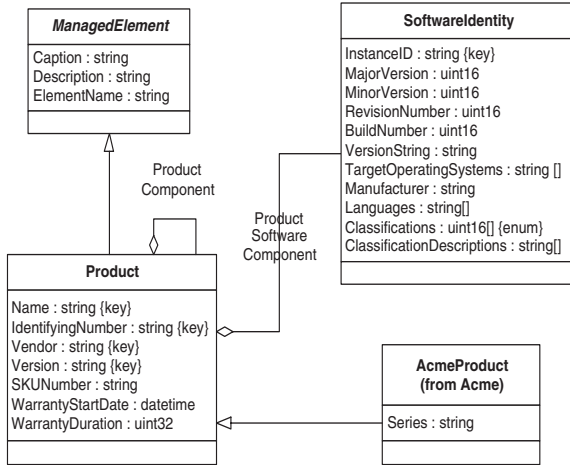 ManagedElement
Caption : string
Description : string
ElementName : string
SoftwareIdentity
InstanceID : string {key}
MajorVersion : uint16
MinorVersion : uint16
RevisionNumber : uint16
BuildNumber : uint16
VersionString : string
TargetOperatingSystems : string []
Manufacturer : string
Languages : string[]
Classifications : uint16[] {enum}
ClassificationDescriptions : string[]
Product
Component
Product
Software
Component
Product
Name : string {key}
IdentifyingNumber : string {key}
Vendor : string {key}
Version : string {key}
SKUNumber : string
WarrantyStartDate : datetime
WarrantyDuration : uint32
AcmeProduct
(from Acme)
Series : string